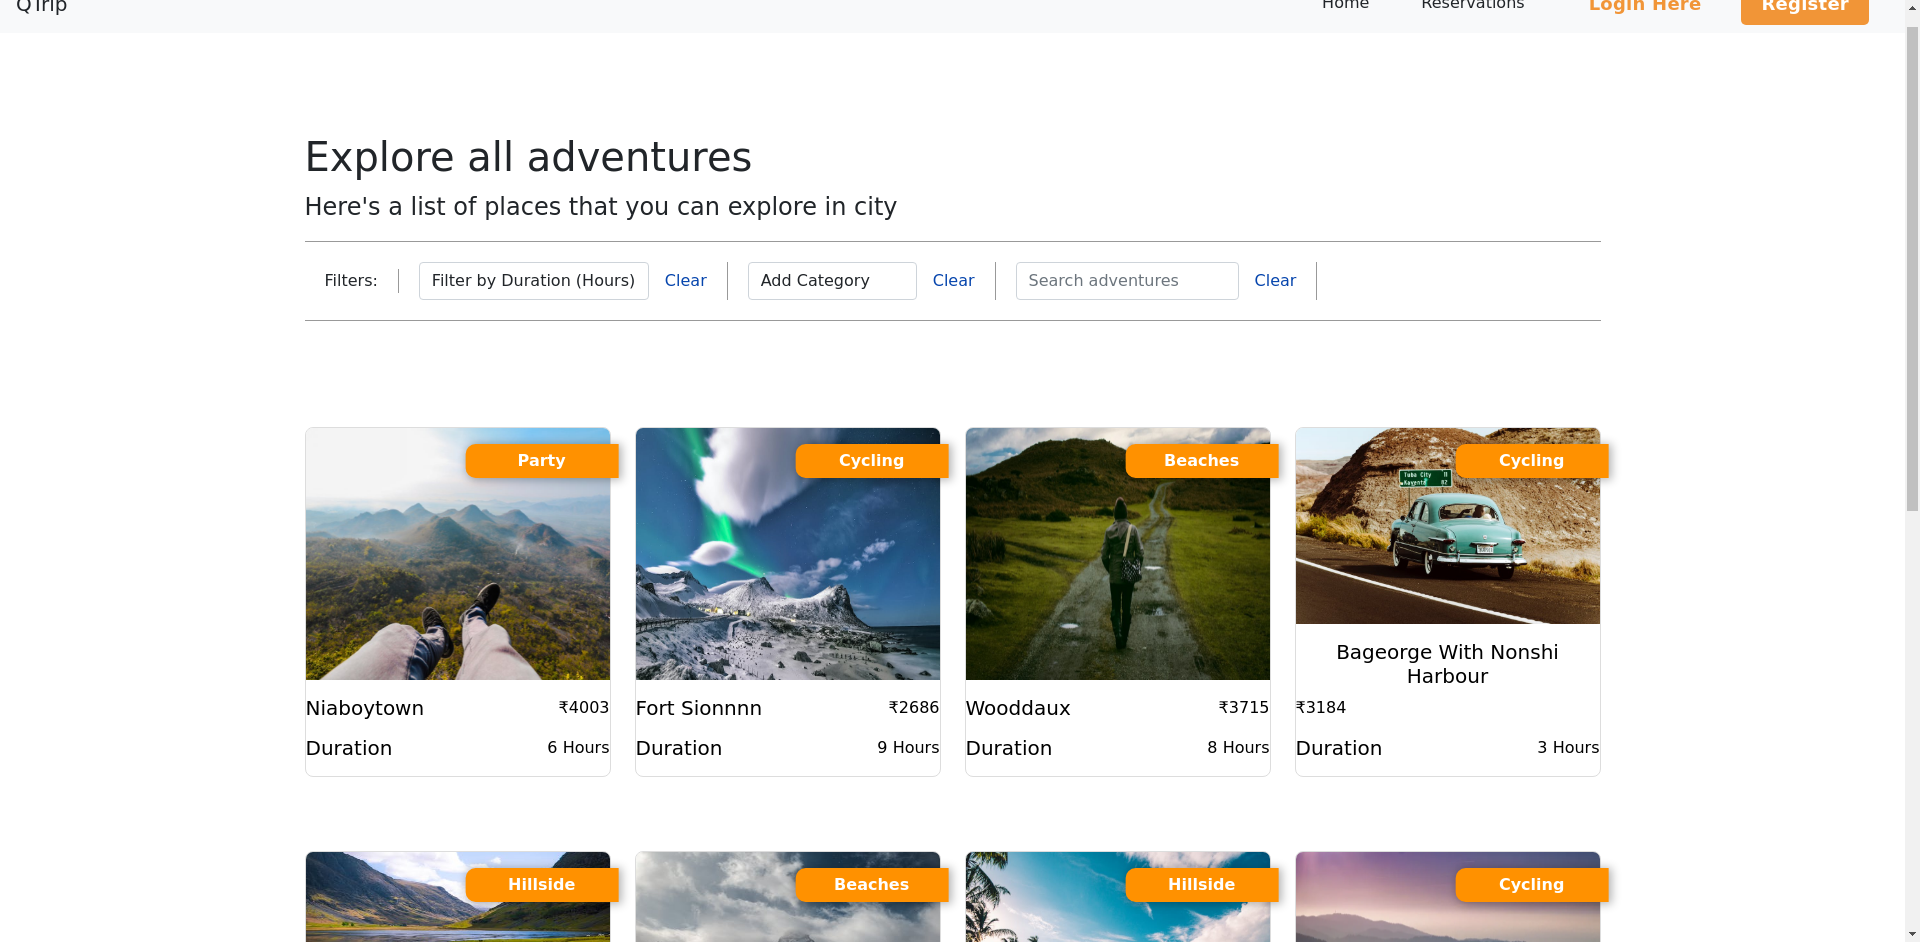 QTrip
Home Reservations Login Here Register
Explore all adventures
Here's a list of places that you can explore in city
Filters: Filter by Duration (Hours) Clear Add Category Clear Search adventures Clear
Party Cycling Beaches Cycling
Tuba City
Kayenta 82
Bageorge With Nonshi
Harbour
Niaboytown ₹4003 Fort Sionnnn ₹2686 Wooddaux ₹3715 ₹3184
Duration 6 Hours Duration 9 Hours Duration 8 Hours Duration 3 Hours
Hillside Beaches Hillside Cycling